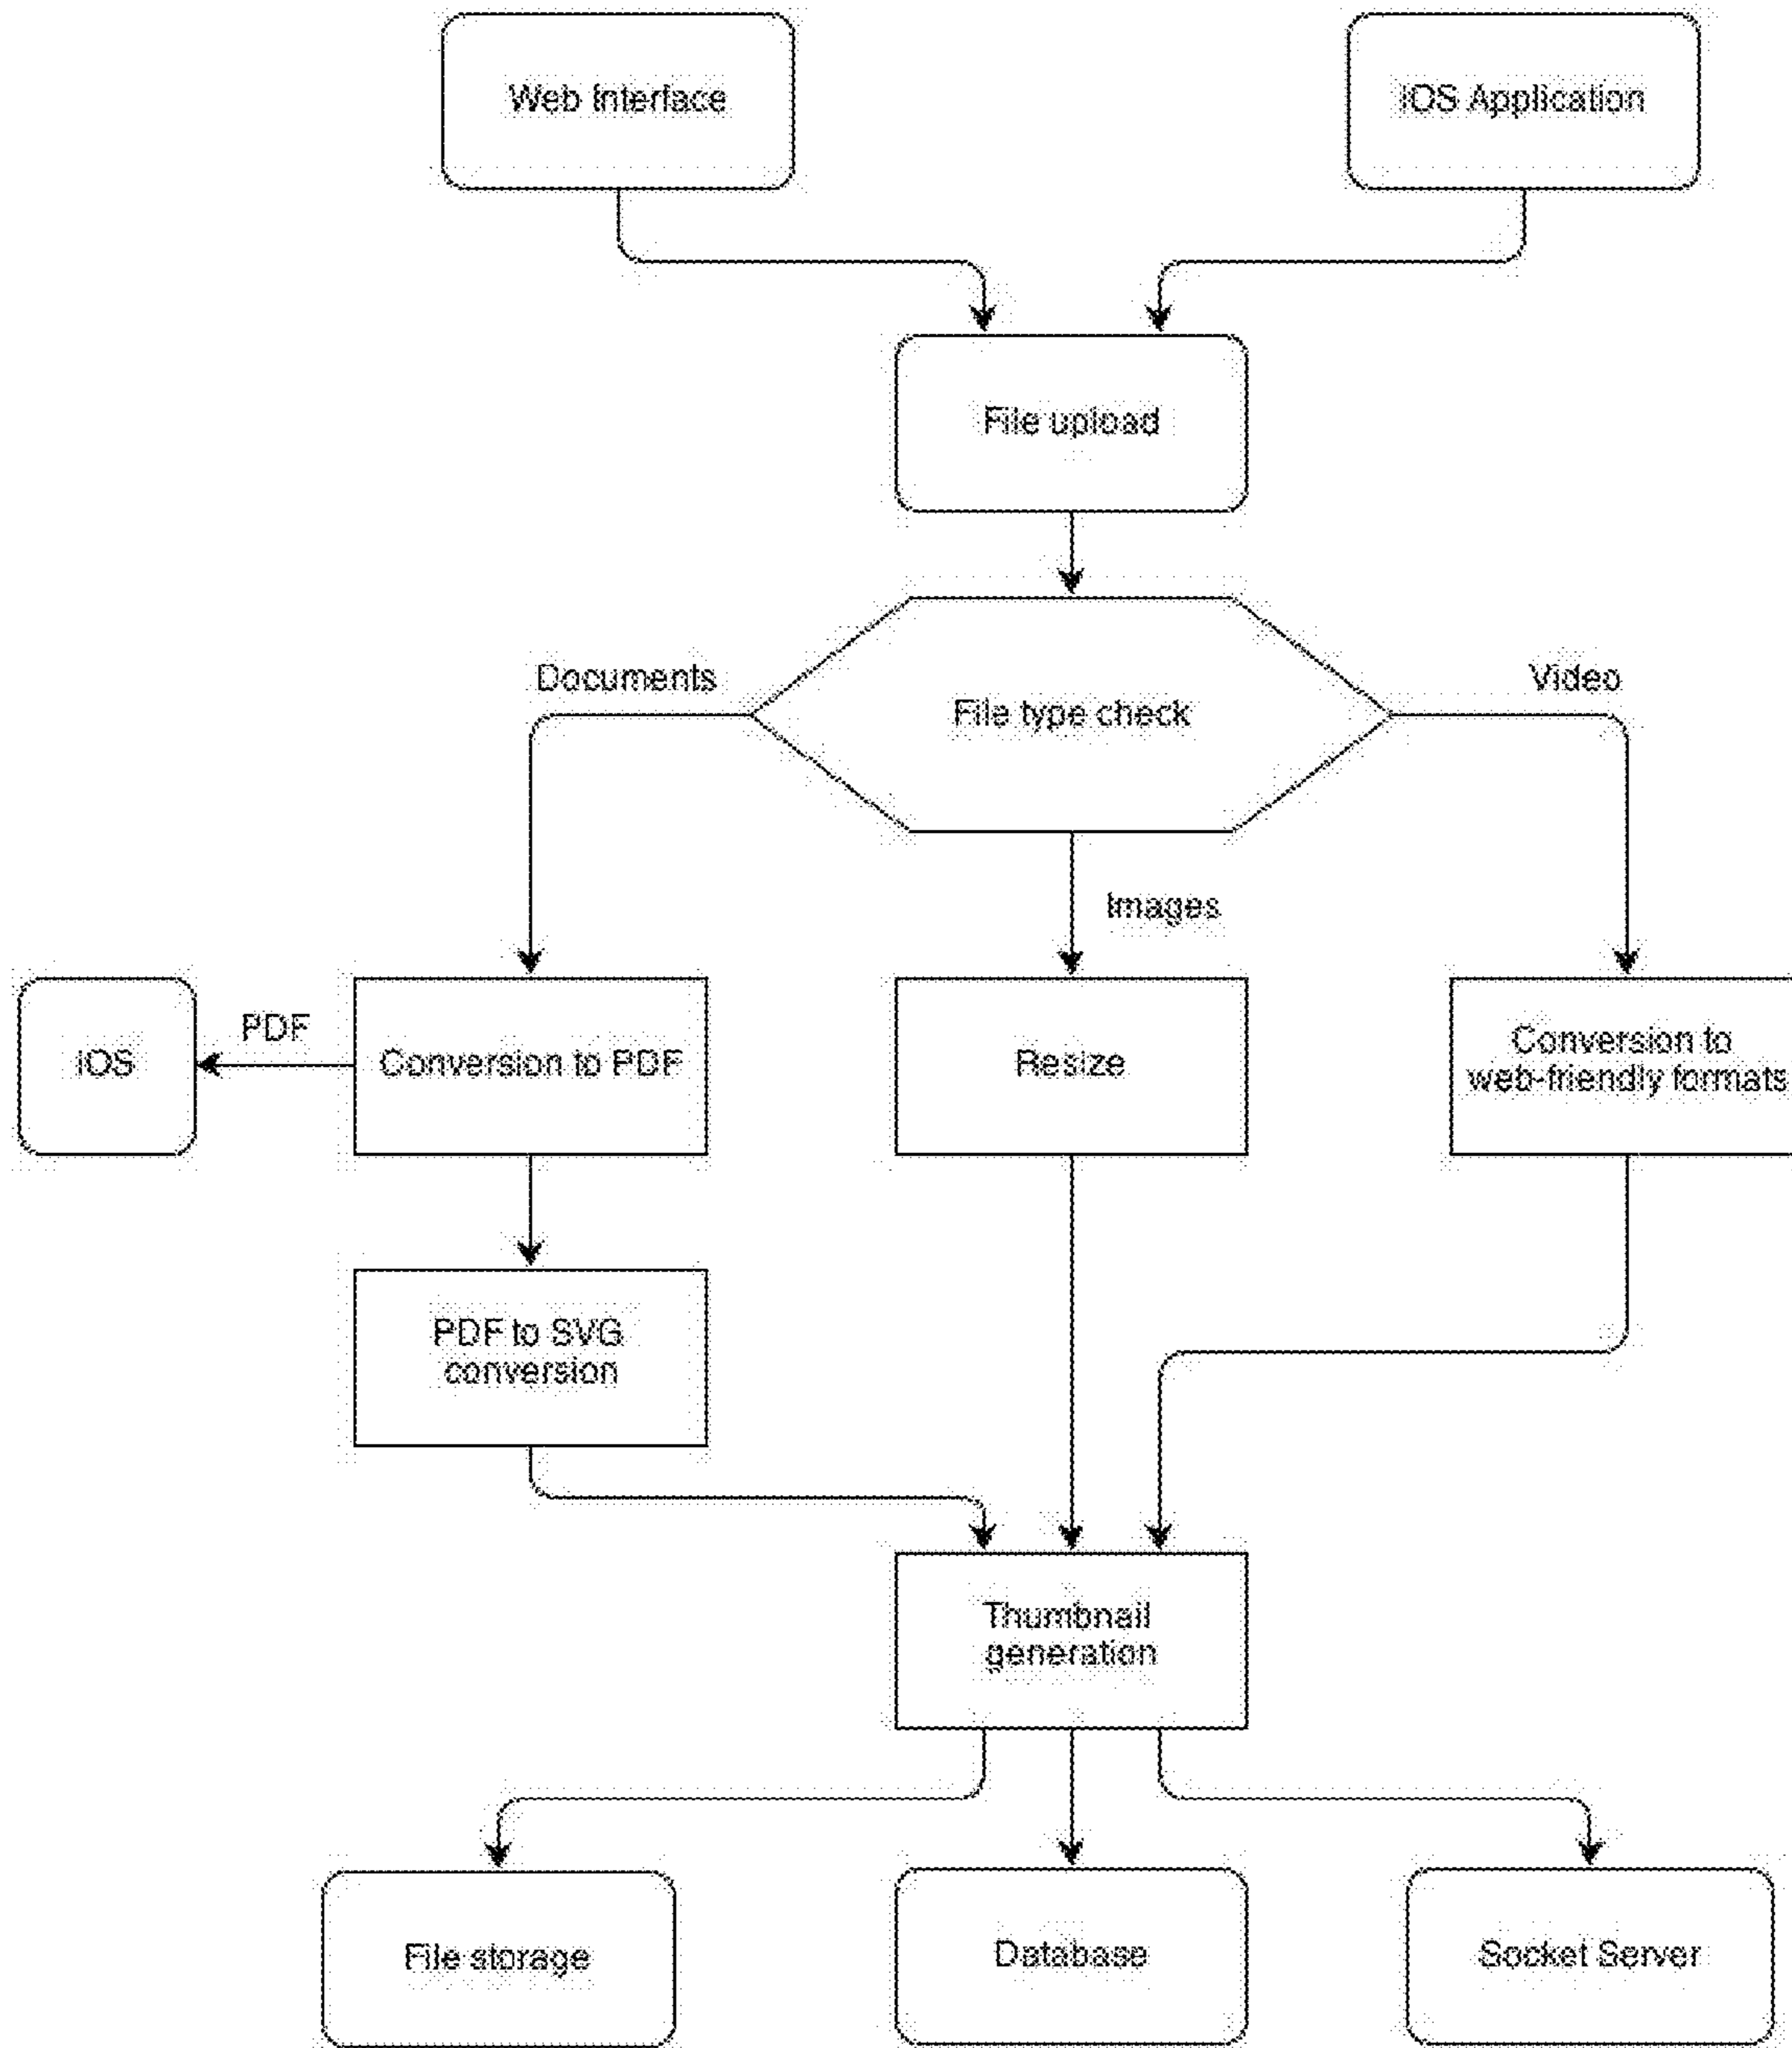 Web Interface
iOS Application
File upload
Documents
File type check
Video
Images
iOS
PDF
Conversion to PDF
Resize
Conversion to
web-friendly formats
PDF to SVG
conversion
Thumbnail
generation
File storage
Database
Socket Server